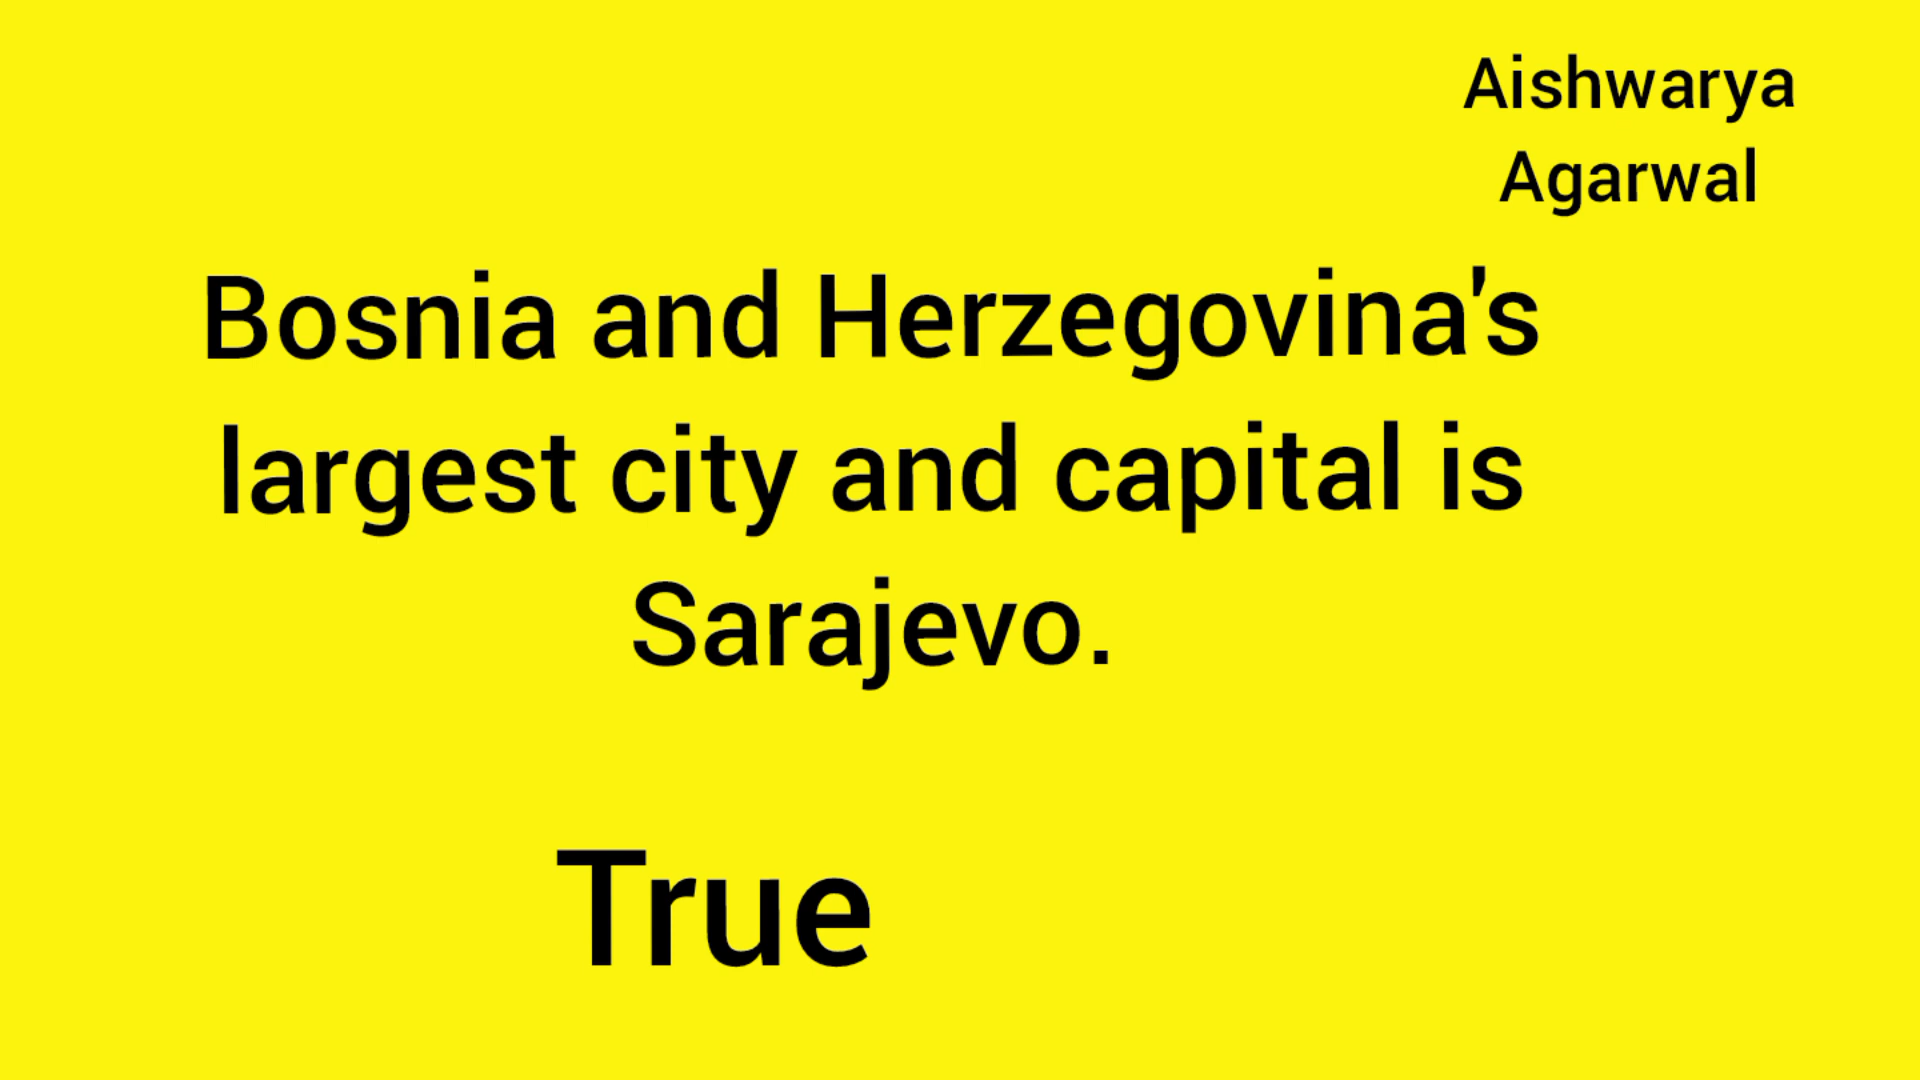 Aishwarya
Agarwal
Bosnia and Herzegovina's
largest city and capital is
Sarajevo.
True